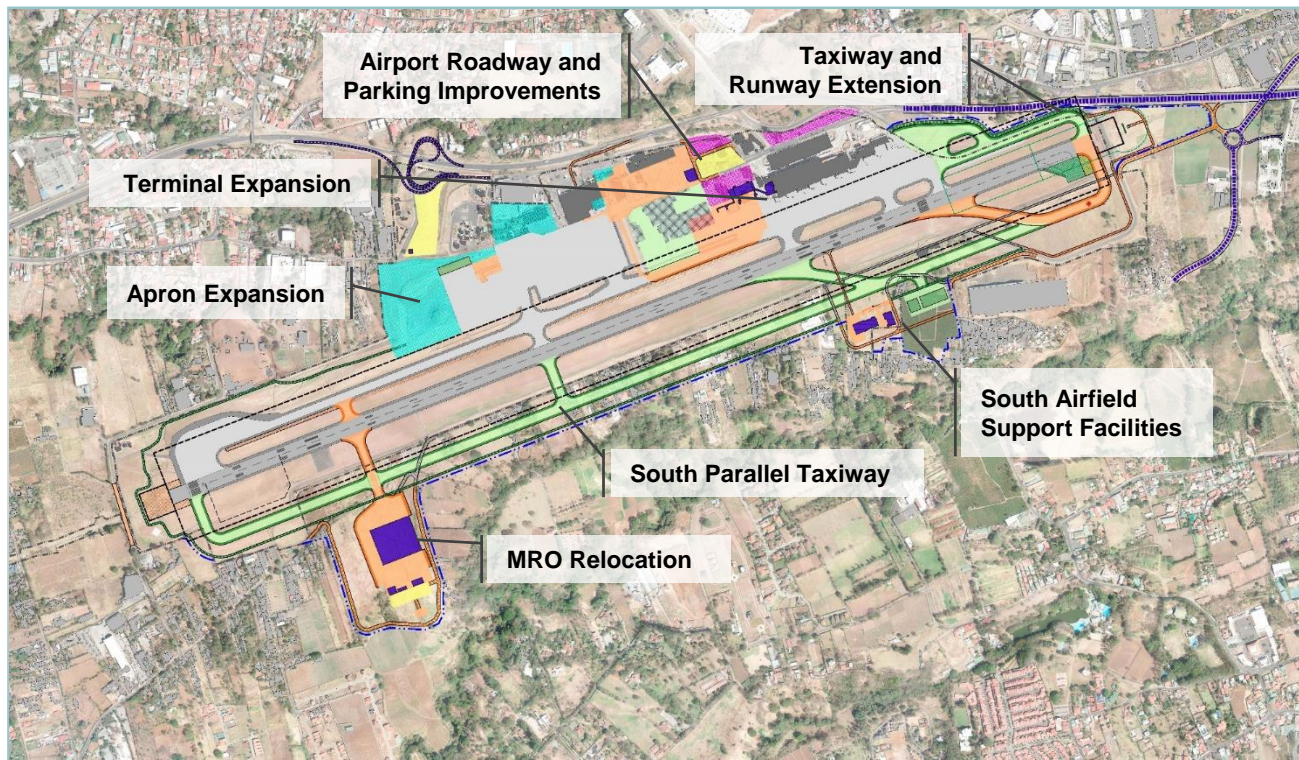 Airport Roadway and
Parking Improvements
Taxiway and
Runway Extension
Terminal Expansion
Apron Expansion
South Airfield
Support Facilities
South Parallel Taxiway
MRO Relocation